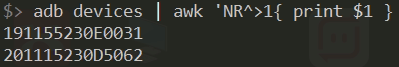 $> adb devices | awk 'NR^>1{ print $1 }
191155230E0031
201115230D5062